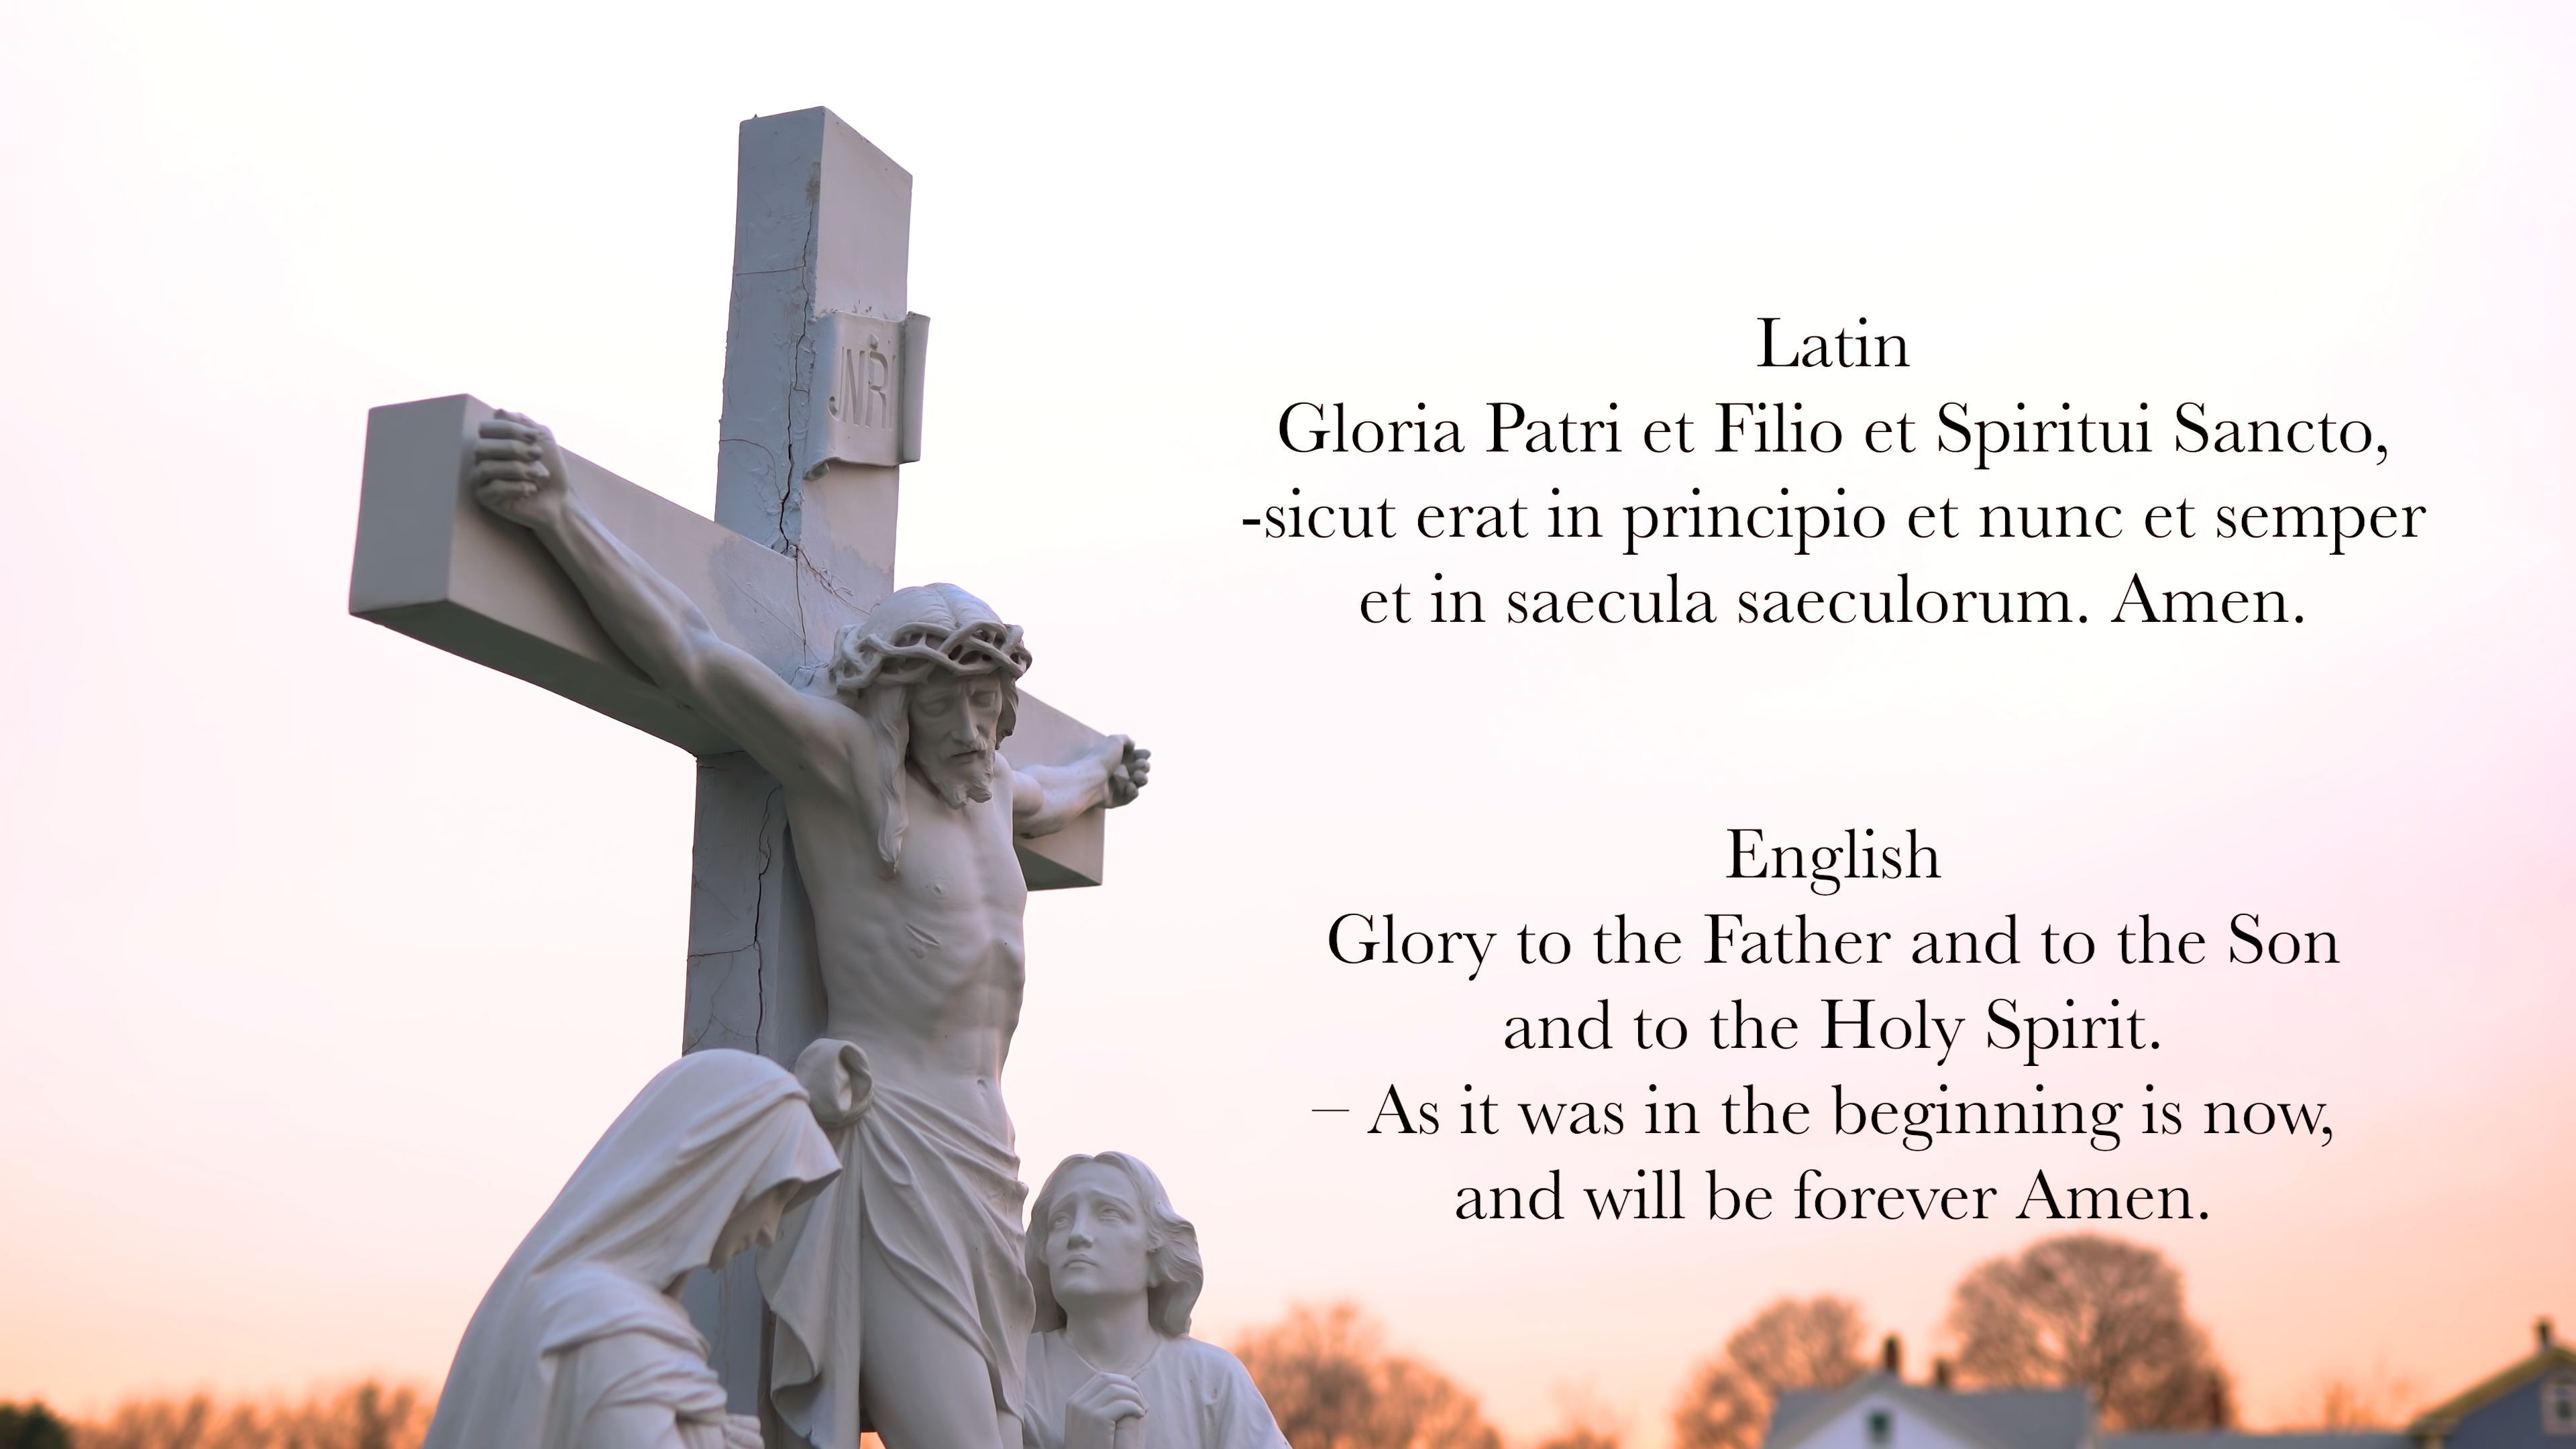 JNRI
Latin
Gloria Patri et Filio et Spiritui Sancto,
-sicut erat in principio et nunc et semper
et in saecula saeculorum. Amen.
English
Glory to the Father and to the Son
and to the Holy Spirit.
– As it was in the beginning is now,
and will be forever Amen.